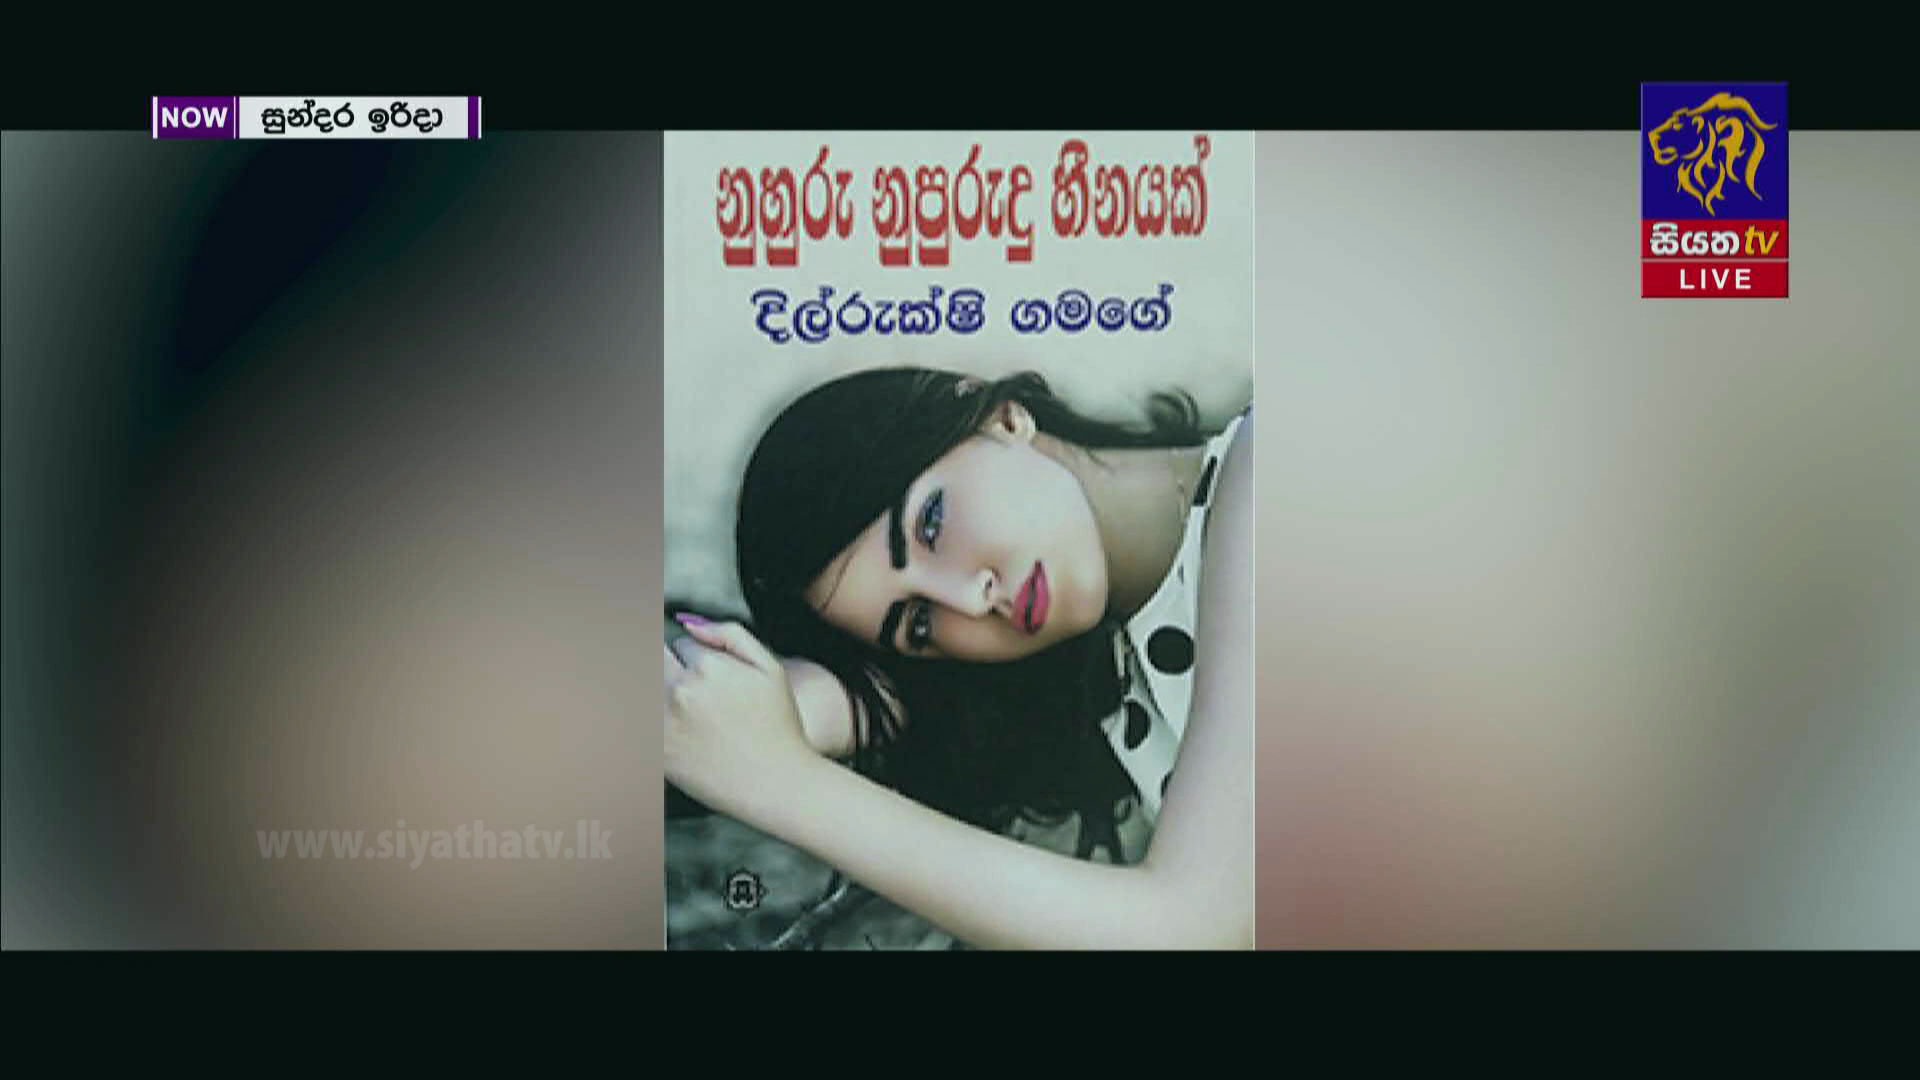 NOW සුන්දර ඉරිදා
සියත tv
LIVE
නුහුරු නුපුරුදු හීනයක්
දිල්රුක්ෂි ගමගේ
www.siyathatv.lk